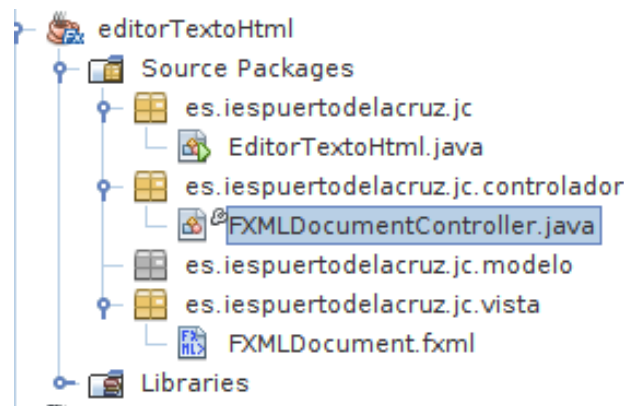 editorTextoHtml
Source Packages
es.iespuertodelacruz.jc
EditorTextoHtml.java
es.iespuertodelacruz.jc.controlador
FXMLDocumentController.java
es.iespuertodelacruz.jc.modelo
es.iespuertodelacruz.jc.vista
FXMLDocument.fxml
Libraries